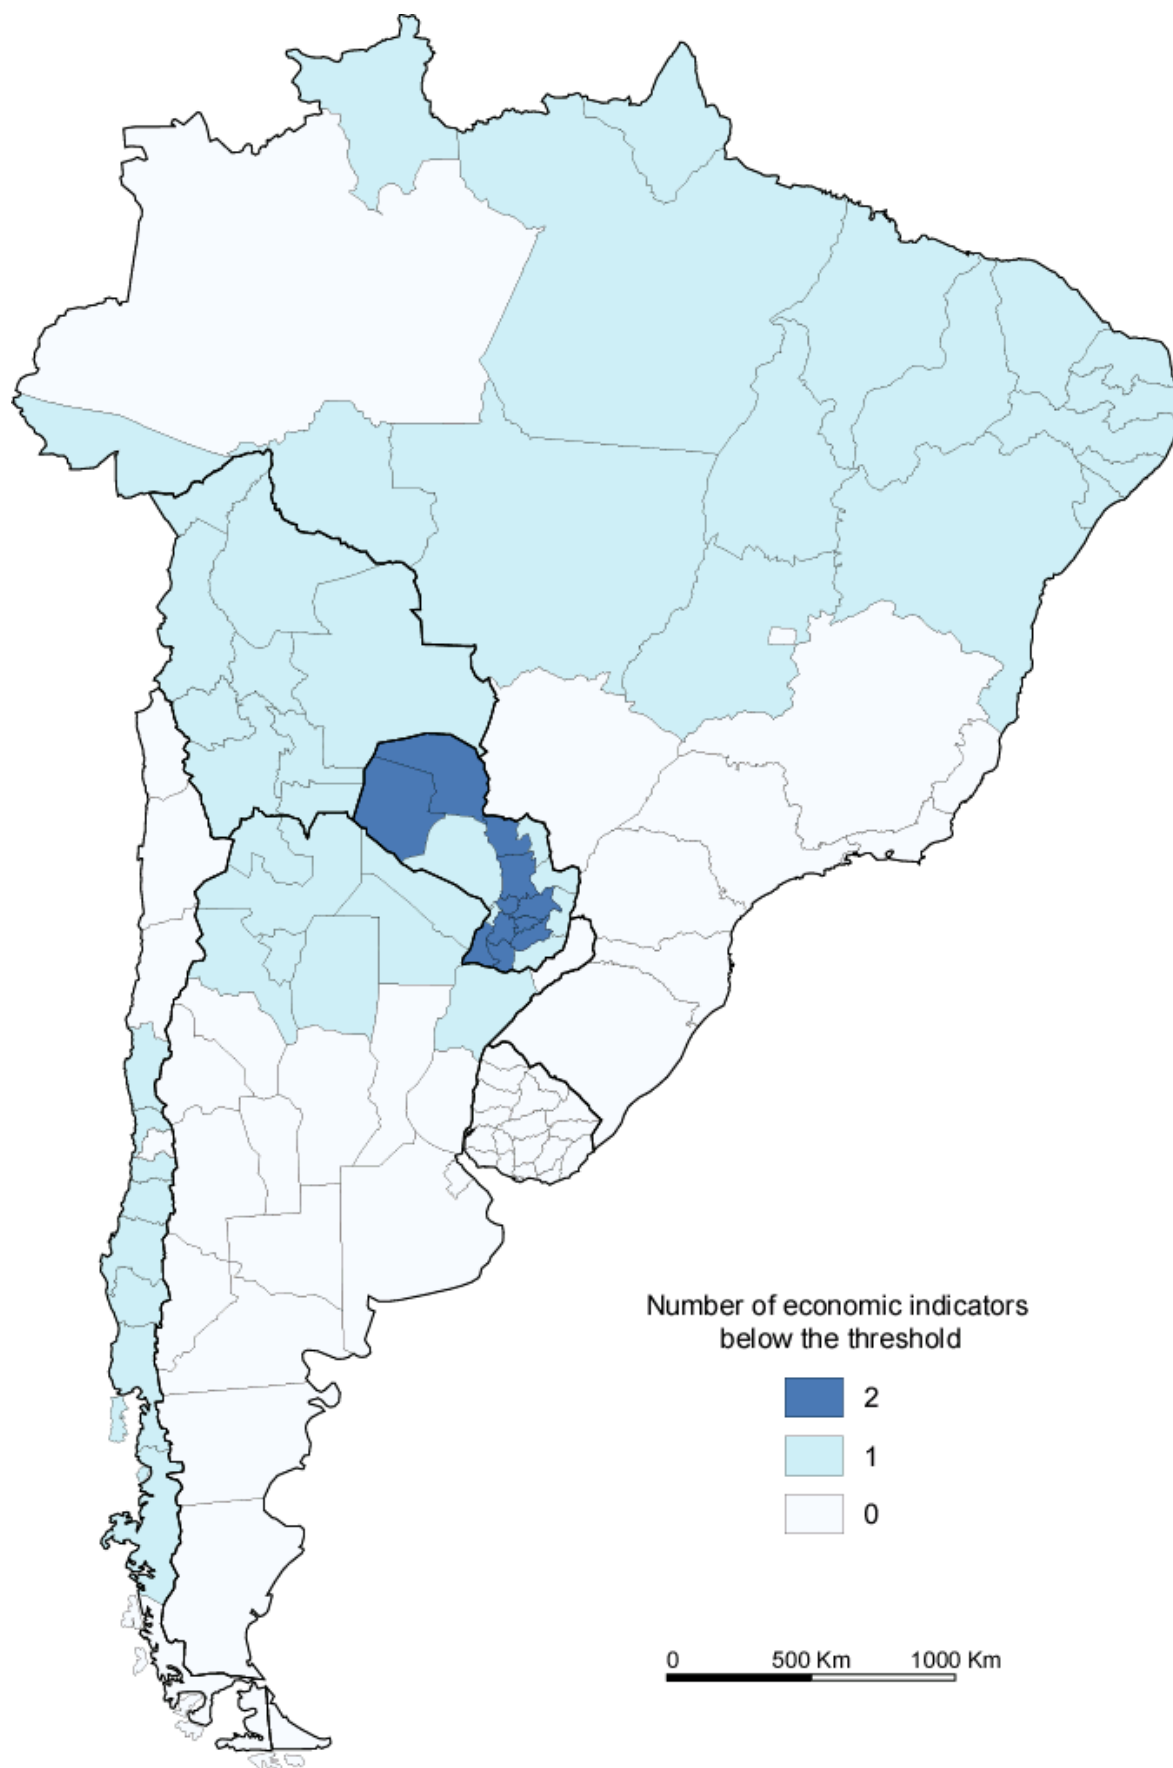 Number of economic indicators
below the threshold
2
1
0
0 500 Km 1000 Km